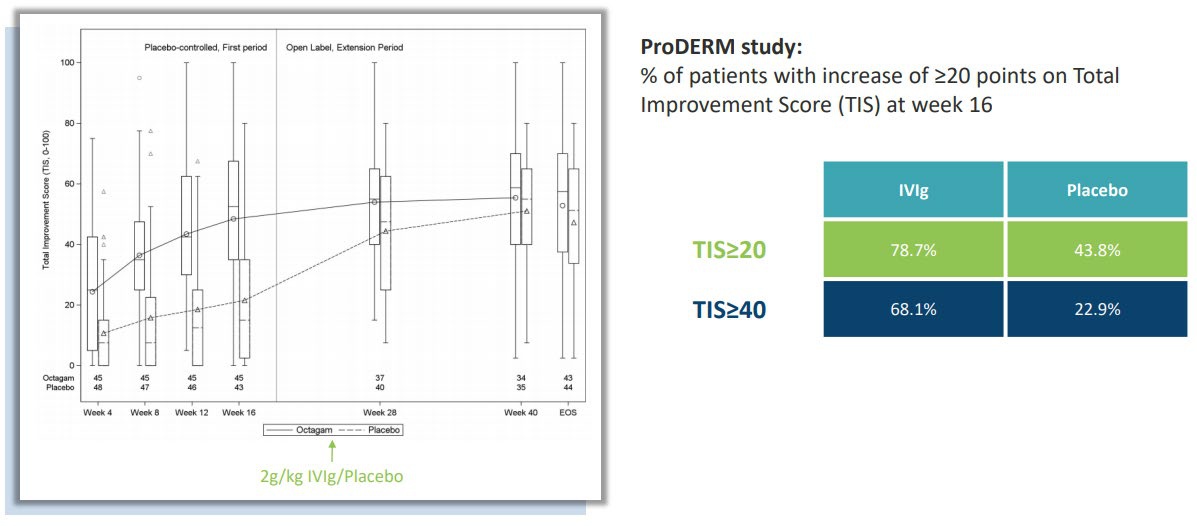 Placebo-controlled, First period
Open Label, Extension Period
Total Improvement Score (TIS, 0-100)
100
80
60
40
20
0
Octagam 45 45 45 45 37 34 43
Placebo 48 47 46 43 40 35 44
Week 4 Week 8 Week 12 Week 16 Week 28 Week 40 EOS
Octagam Placebo
2g/kg IVIg/Placebo
ProDERM study:
% of patients with increase of ≥20 points on Total
Improvement Score (TIS) at week 16
IVIg Placebo
TIS≥20 78.7% 43.8%
TIS≥40 68.1% 22.9%